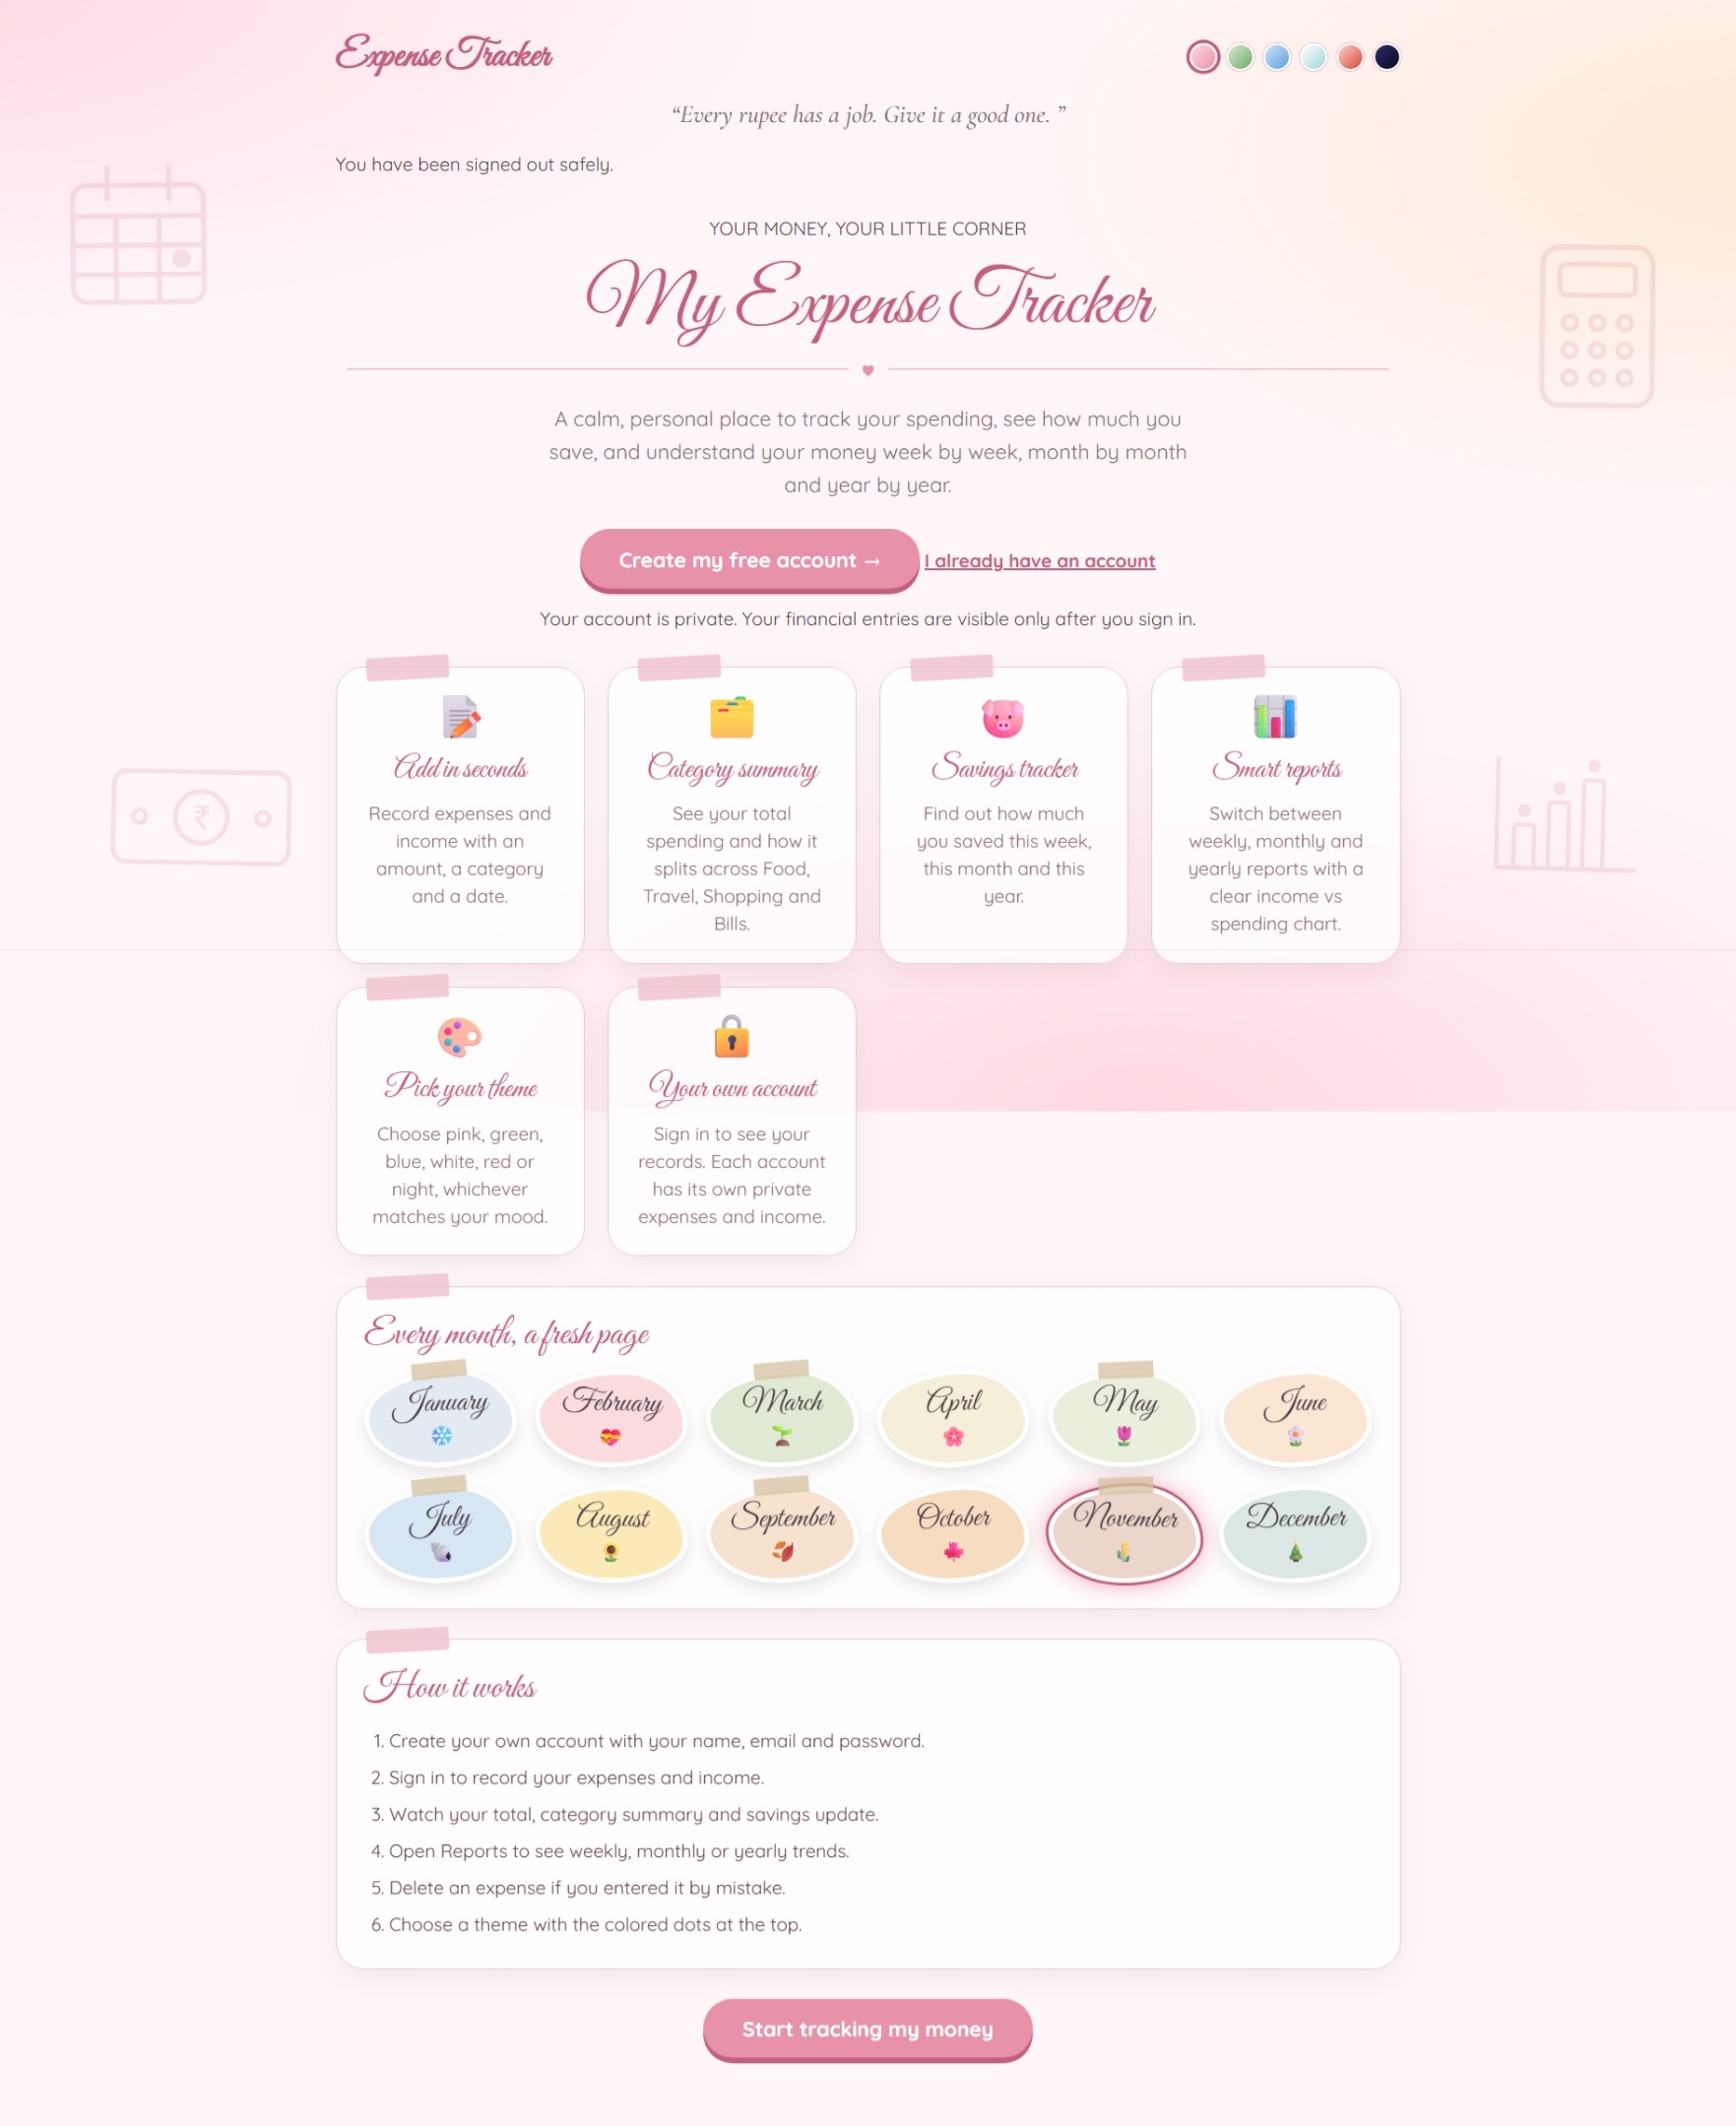 Expense Tracker
“Every rupee has a job. Give it a good one. ”
You have been signed out safely.
YOUR MONEY, YOUR LITTLE CORNER
My Expense Tracker
A calm, personal place to track your spending, see how much you
save, and understand your money week by week, month by month
and year by year.
Create my free account →
I already have an account
Your account is private. Your financial entries are visible only after you sign in.
Add in seconds
Record expenses and
income with an
amount, a category
and a date.
Category summary
See your total
spending and how it
splits across Food,
Travel, Shopping and
Bills.
Savings tracker
Find out how much
you saved this week,
this month and this
year.
Smart reports
Switch between
weekly, monthly and
yearly reports with a
clear income vs
spending chart.
₹
Pick your theme
Choose pink, green,
blue, white, red or
night, whichever
matches your mood.
Your own account
Sign in to see your
records. Each account
has its own private
expenses and income.
Every month, a fresh page
January
February
March
April
May
June
July
August
September
October
November
December
How it works
1. Create your own account with your name, email and password.
2. Sign in to record your expenses and income.
3. Watch your total, category summary and savings update.
4. Open Reports to see weekly, monthly or yearly trends.
5. Delete an expense if you entered it by mistake.
6. Choose a theme with the colored dots at the top.
Start tracking my money